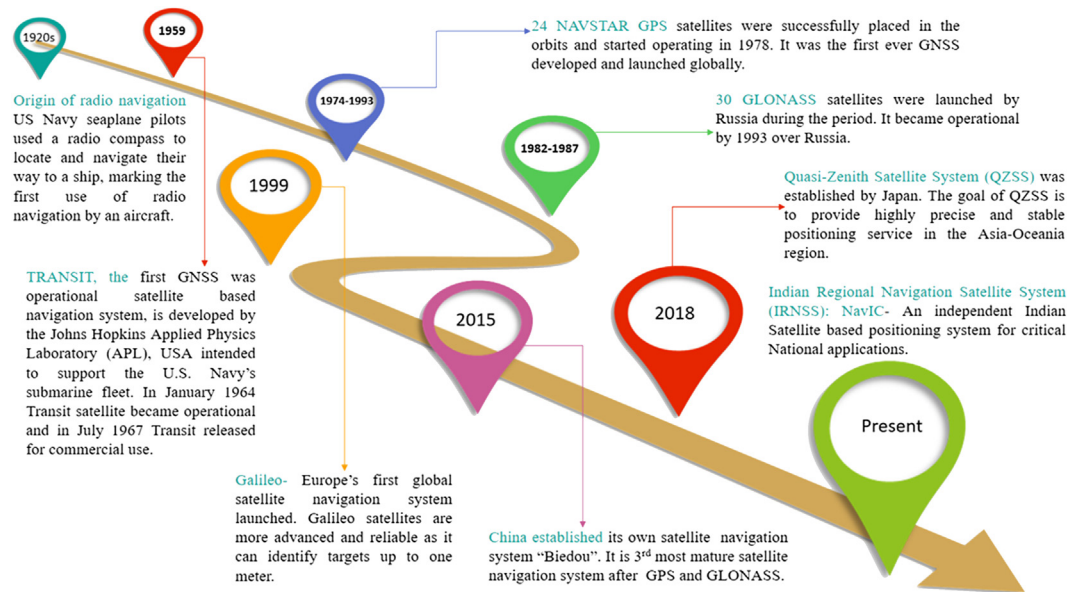 1920s
Origin of radio navigation
US Navy seaplane pilots
used a radio compass to
locate and navigate their
way to a ship, marking the
first use of radio
navigation by an aircraft.
1959
TRANSIT, the first GNSS was
operational satellite based
navigation system, is developed by
the Johns Hopkins Applied Physics
Laboratory (APL), USA intended
to support the U.S. Navy's
submarine fleet. In January 1964
Transit satellite became operational
and in July 1967 Transit released
for commercial use.
1974-1993
24 NAVSTAR GPS satellites were successfully placed in the
orbits and started operating in 1978. It was the first ever GNSS
developed and launched globally.
1982-1987
30 GLONASS satellites were launched by
Russia during the period. It became operational
by 1993 over Russia.
1999
Galileo- Europe's first global
satellite navigation system
launched. Galileo satellites are
more advanced and reliable as it
can identify targets up to one
meter.
2015
China established its own satellite navigation
system "Biedou". It is 3rd most mature satellite
navigation system after GPS and GLONASS.
2018
Quasi-Zenith Satellite System (QZSS) was
established by Japan. The goal of QZSS is
to provide highly precise and stable
positioning service in the Asia-Oceania
region.
Present
Indian Regional Navigation Satellite System
(IRNSS): NavIC- An independent Indian
Satellite based positioning system for critical
National applications.